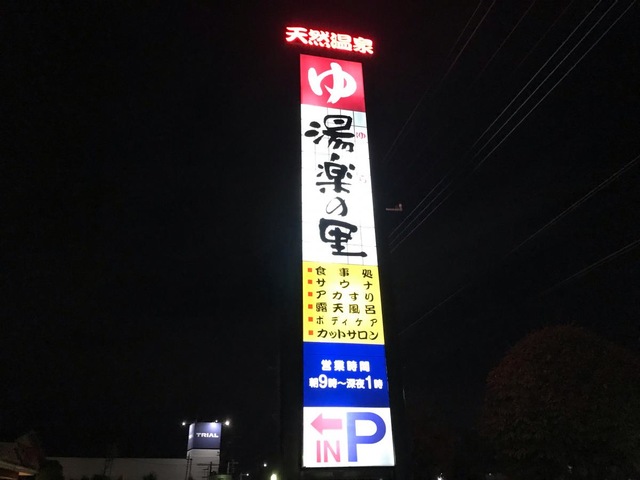 天然温泉
ゆ
湯楽の里
食事処
サウナ
アカすり
露天風呂
ボディケア
カットサロン
営業時間
朝9時〜深夜1時
IN P
TRIAL